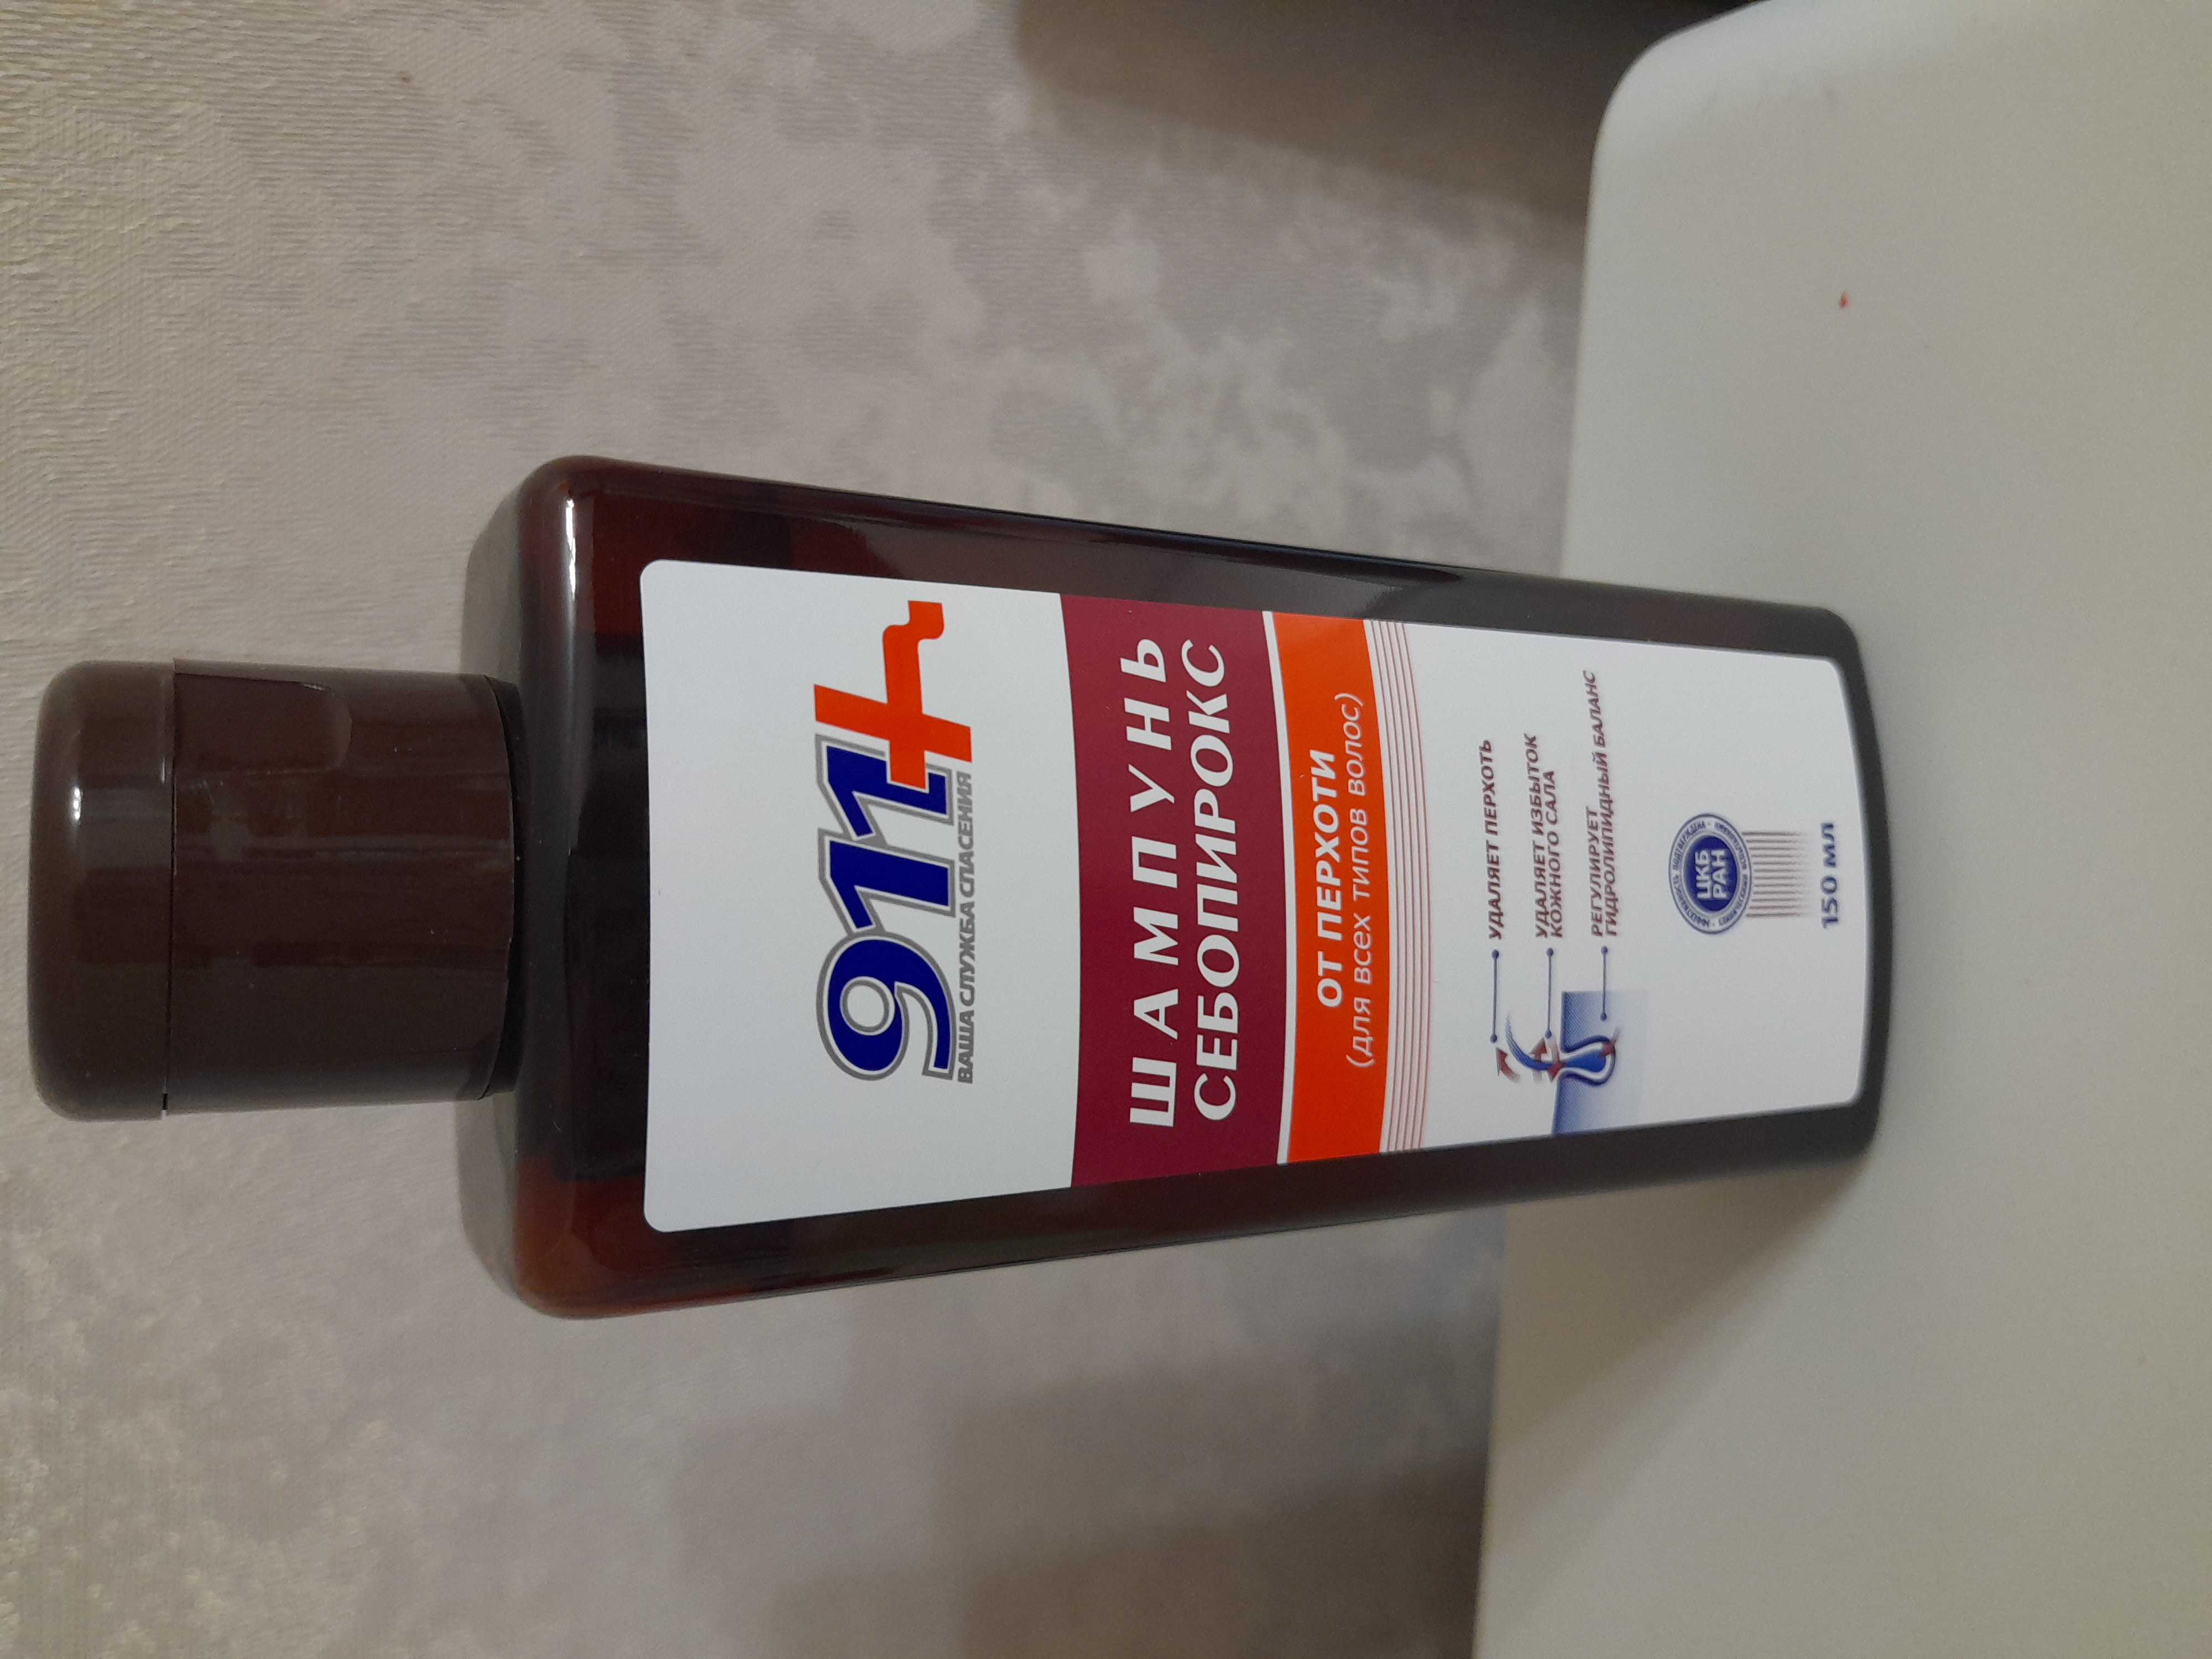 911+
ВАША СЛУЖБА СПАСЕНИЯ
ШАМПУНЬ
СЕБОПИРОКС
ОТ ПЕРХОТИ
(для всех типов волос)
УДАЛЯЕТ ПЕРХОТЬ
УДАЛЯЕТ ИЗБЫТОК
КОЖНОГО САЛА
РЕГУЛИРУЕТ
ГИДРОЛИПИДНЫЙ БАЛАНС
ЦКБ
РАН
150 МЛ